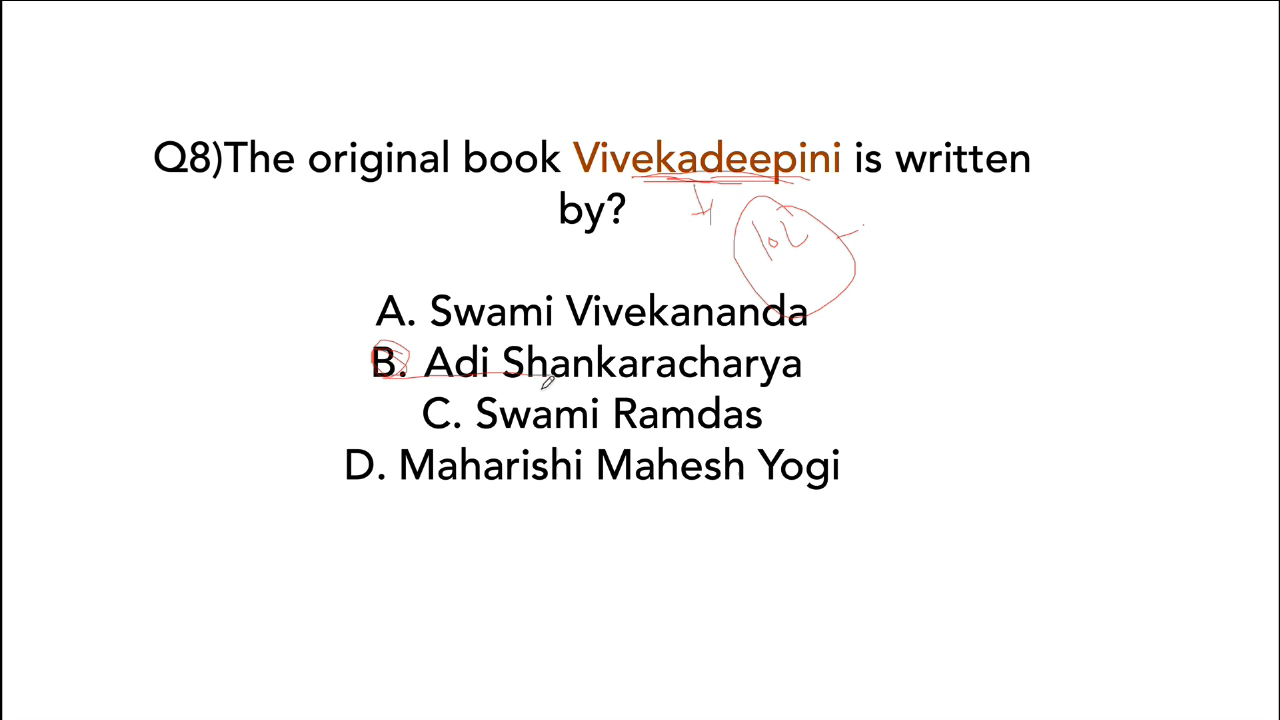 Q8)The original book Vivekadeepini is written
by?
A. Swami Vivekananda
B. Adi Shankaracharya
C. Swami Ramdas
D. Maharishi Mahesh Yogi